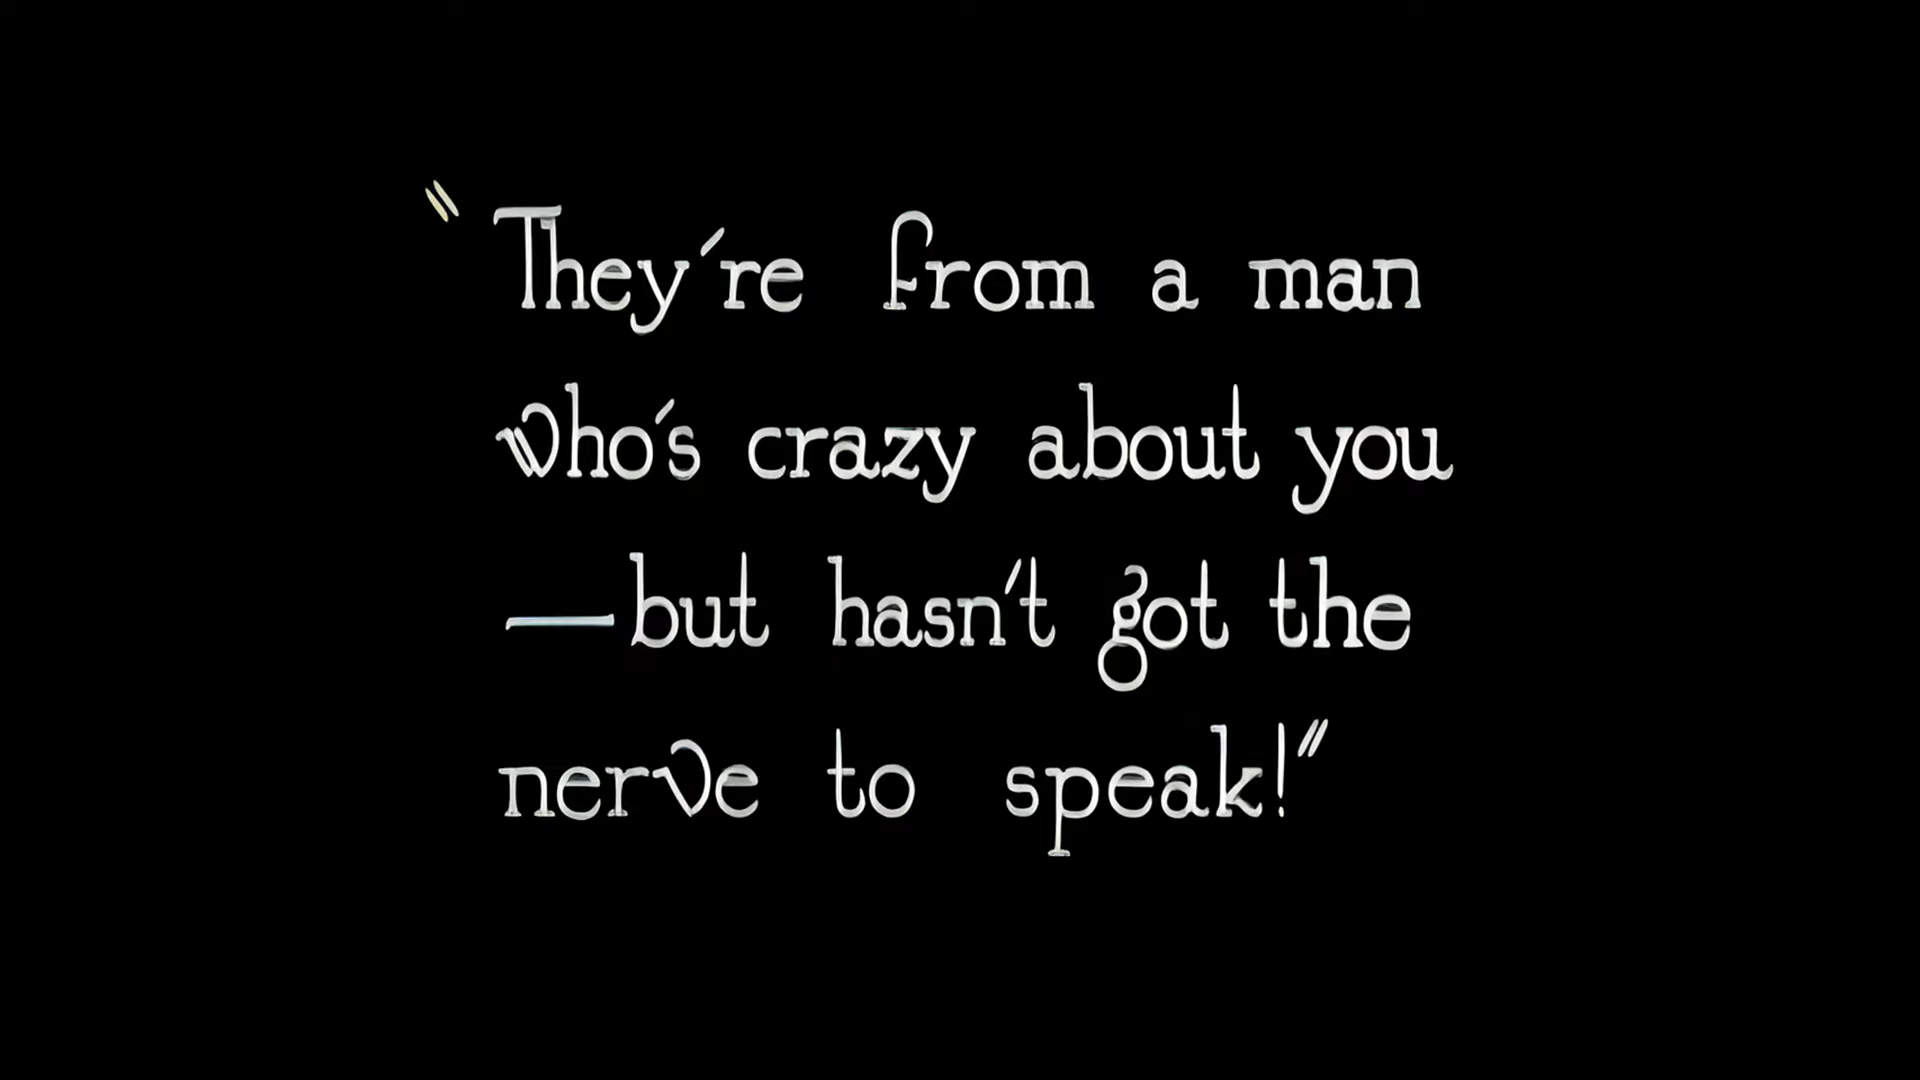 "They're from a man
who's crazy about you
—but hasn't got the
nerve to speak!"